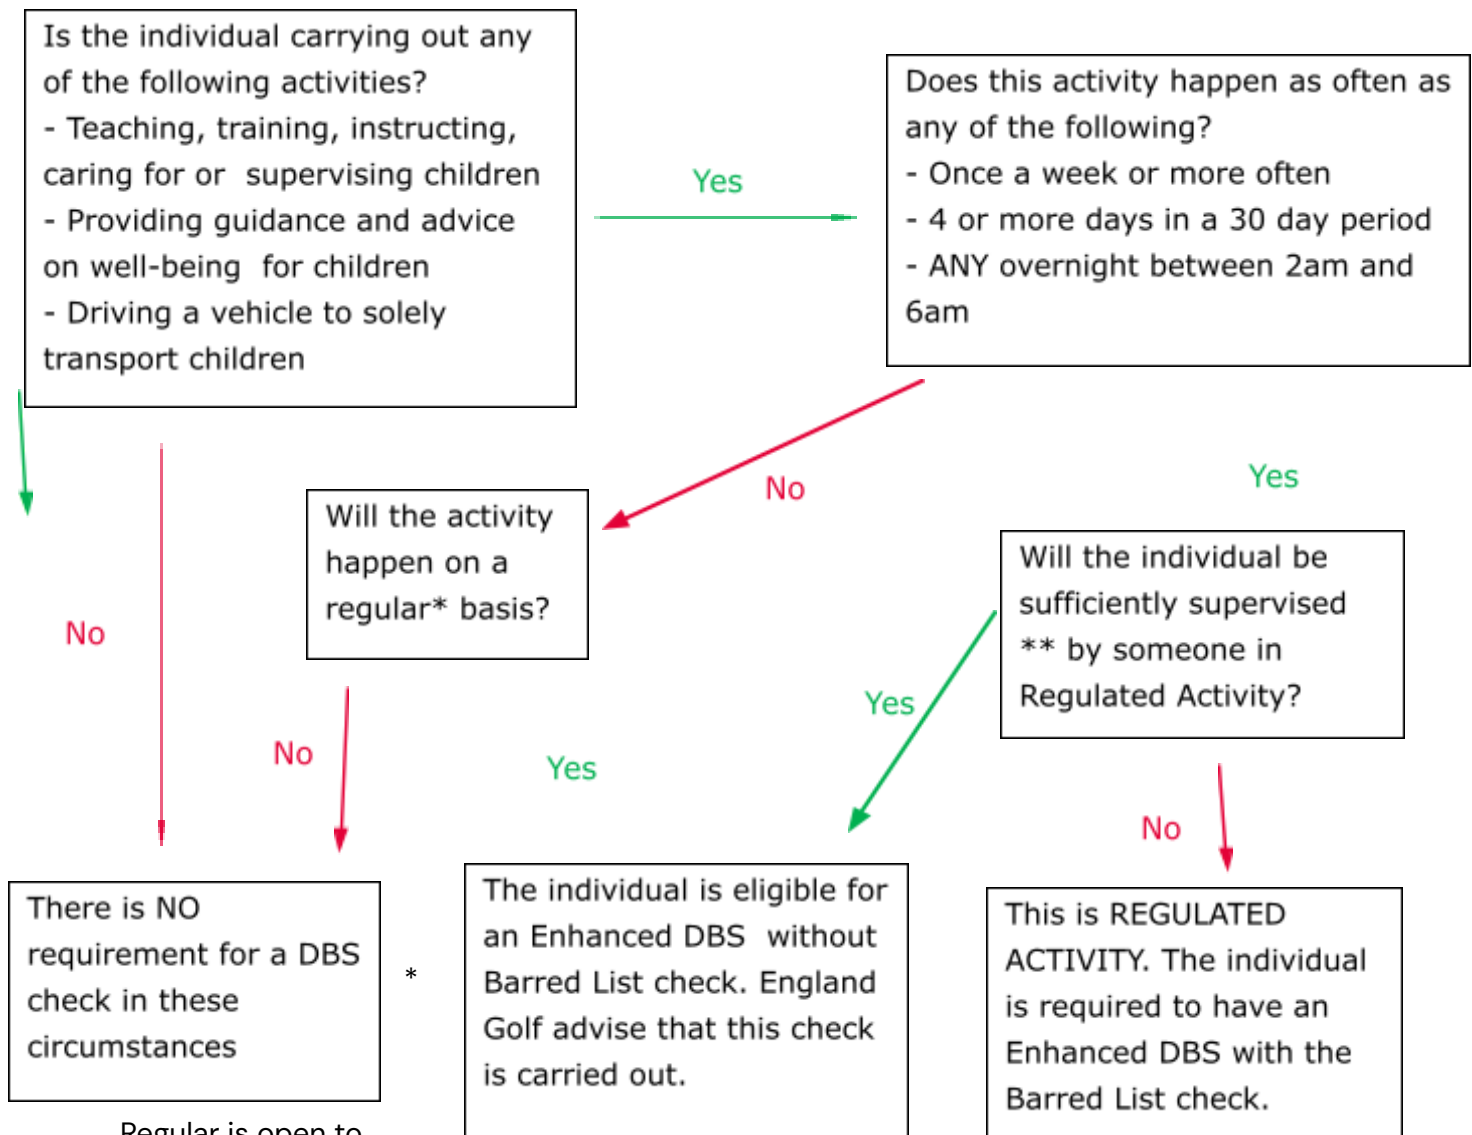 Is the individual carrying out any
of the following activities?
- Teaching, training, instructing,
caring for or  supervising children
- Providing guidance and advice
on well-being  for children
- Driving a vehicle to solely
transport children
Yes
Does this activity happen as often as
any of the following?
- Once a week or more often
- 4 or more days in a 30 day period
- ANY overnight between 2am and
6am
No
Yes
Will the activity
happen on a
regular* basis?
Will the individual be
sufficiently supervised
** by someone in
Regulated Activity?
No
Yes
No
Yes
No
There is NO
requirement for a DBS
check in these
circumstances
*
The individual is eligible for
an Enhanced DBS  without
Barred List check. England
Golf advise that this check
is carried out.
This is REGULATED
ACTIVITY. The individual
is required to have an
Enhanced DBS with the
Barred List check.
Regular is open to